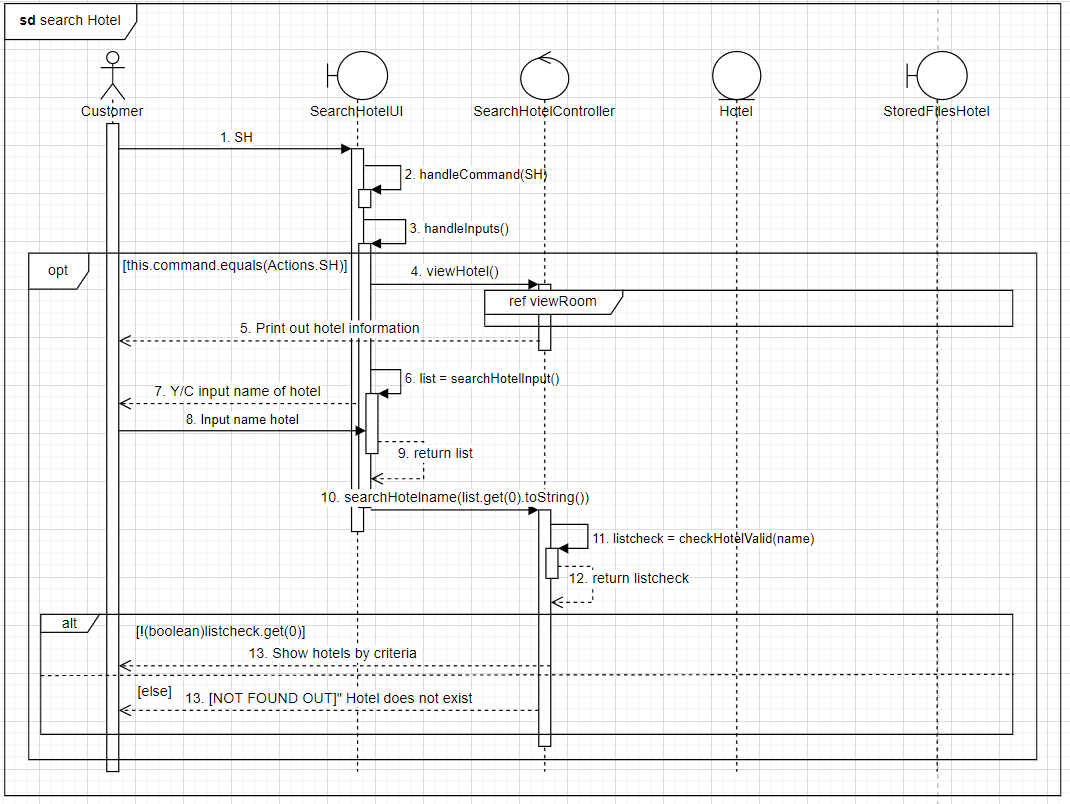 sd search Hotel
Customer
SearchHotelUI
SearchHotelController
Hotel
StoredFilesHotel
1. SH
2. handleCommand(SH)
3. handleInputs()
opt
[this.command.equals(Actions.SH)]
4. viewHotel()
ref viewRoom
5. Print out hotel information
6. list = searchHotelInput()
7. Y/C input name of hotel
8. Input name hotel
9. return list
10. searchHotelname(list.get(0).toString())
11. listcheck = checkHotelValid(name)
12. return listcheck
alt
[!(boolean)listcheck.get(0)]
13. Show hotels by criteria
[else]
13. [NOT FOUND OUT]" Hotel does not exist